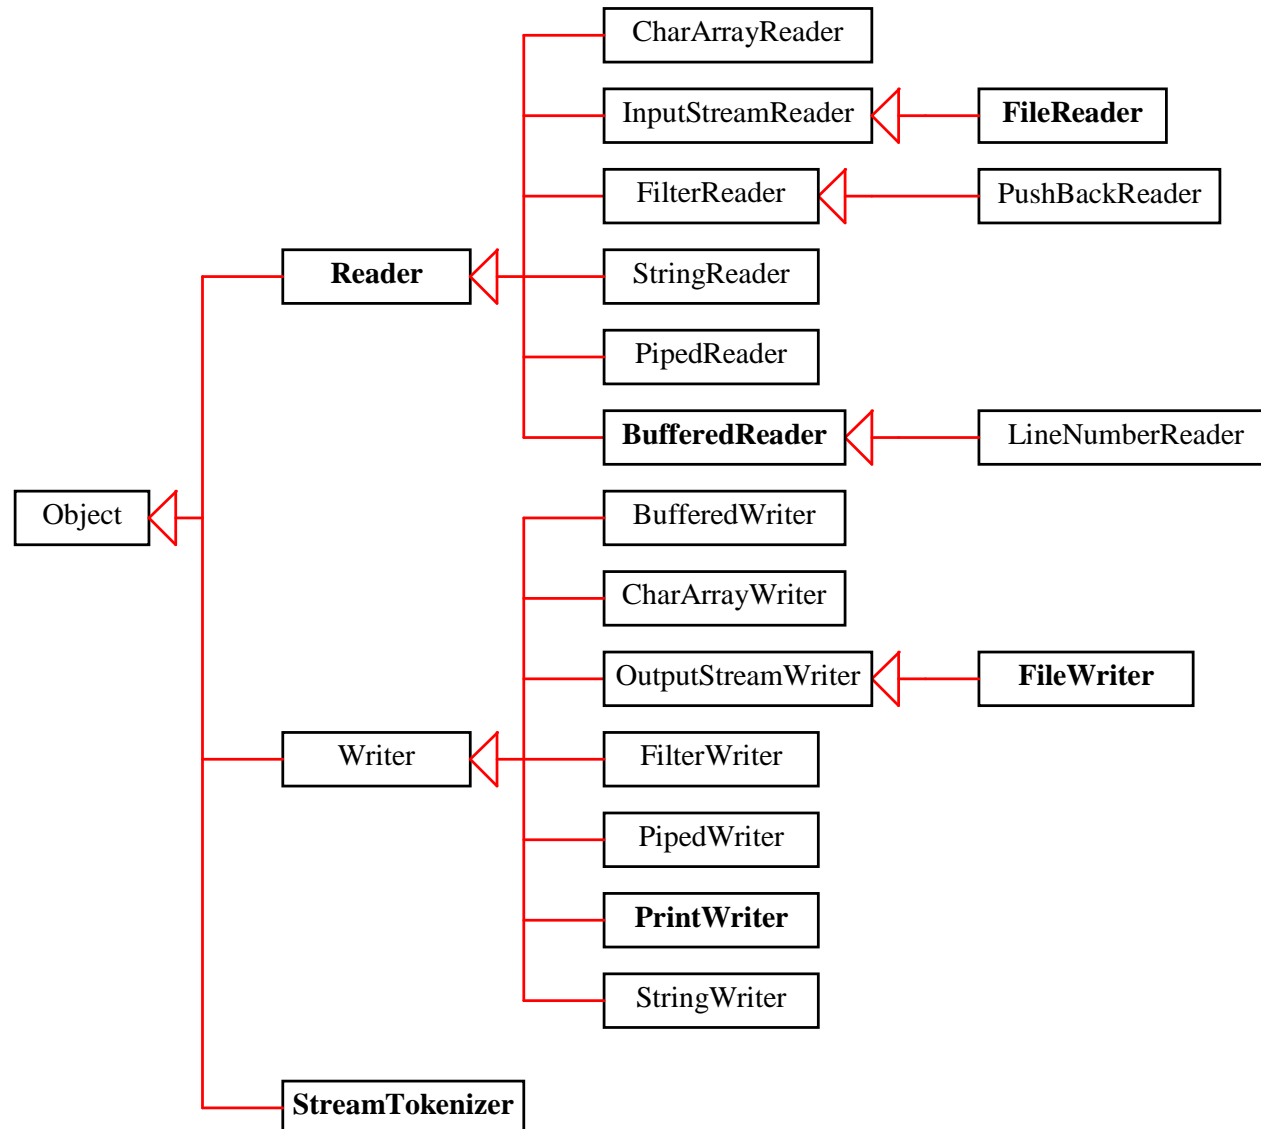 CharArrayReader
InputStreamReader
FileReader
FilterReader
PushBackReader
Reader
StringReader
PipedReader
BufferedReader
LineNumberReader
Object
BufferedWriter
CharArrayWriter
OutputStreamWriter
FileWriter
Writer
FilterWriter
PipedWriter
PrintWriter
StringWriter
StreamTokenizer